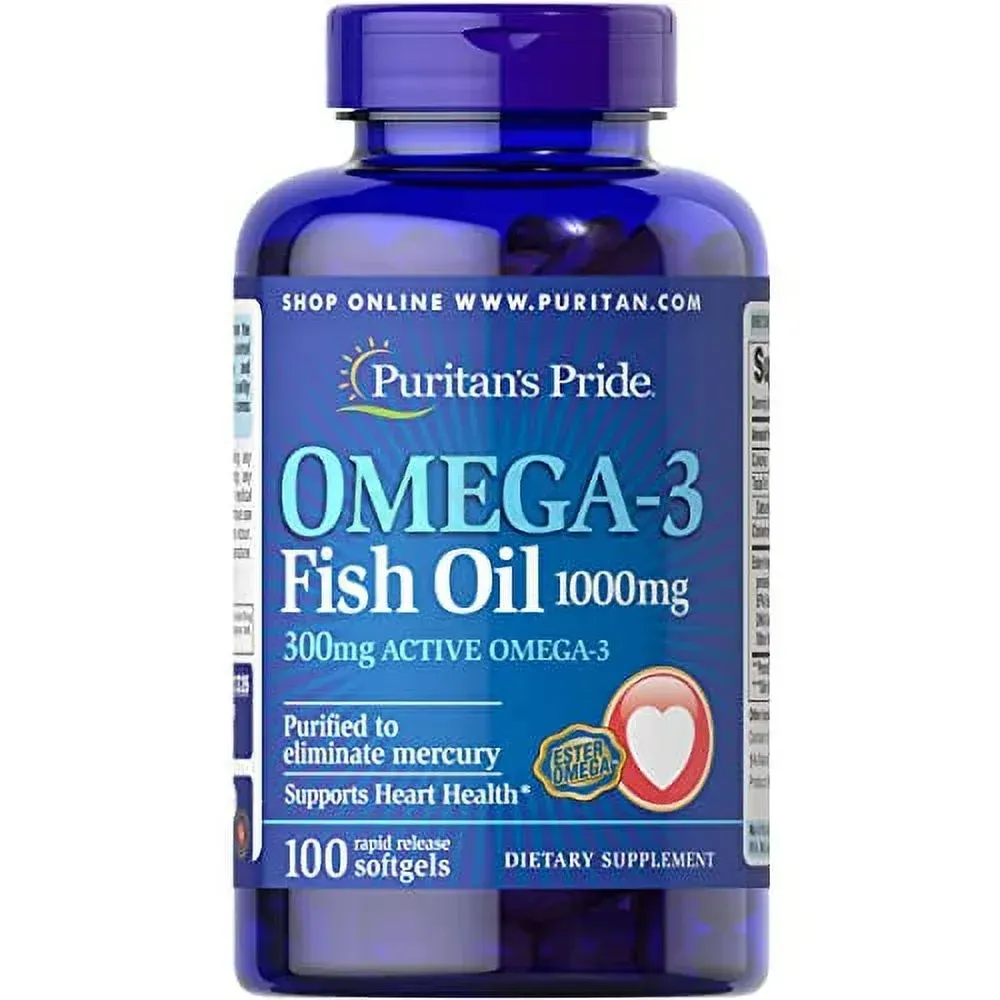 SHOP ONLINE WWW.PURITAN.COM
Puritan's Pride
OMEGA-3
Fish Oil 1000mg
300mg ACTIVE OMEGA-3
Purified to
eliminate mercury
Supports Heart Health*
ESTER
OMEGA
100 rapid release
softgels
DIETARY SUPPLEMENT